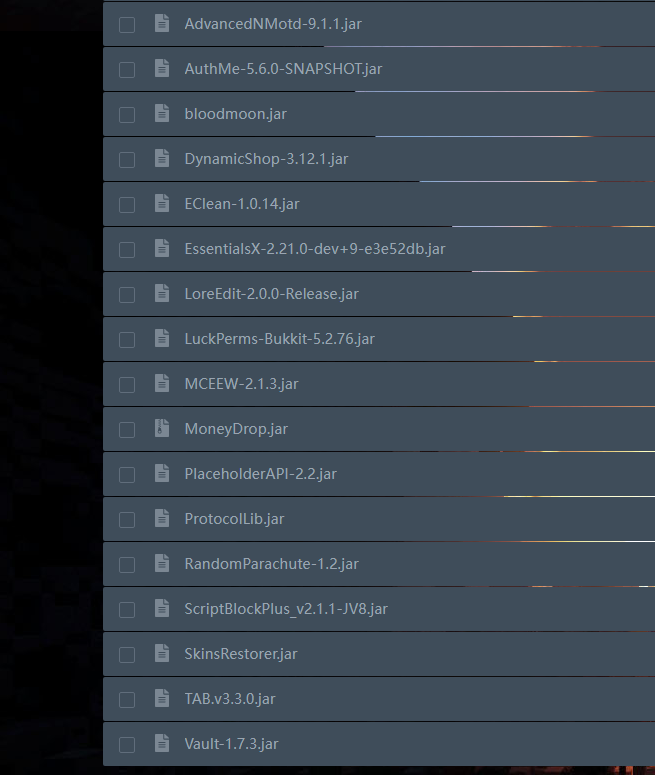 AdvancedNMotd-9.1.1.jar
AuthMe-5.6.0-SNAPSHOT.jar
bloodmoon.jar
DynamicShop-3.12.1.jar
EClean-1.0.14.jar
EssentialsX-2.21.0-dev+9-e3e52db.jar
LoreEdit-2.0.0-Release.jar
LuckPerms-Bukkit-5.2.76.jar
MCEEW-2.1.3.jar
MoneyDrop.jar
PlaceholderAPI-2.2.jar
ProtocolLib.jar
RandomParachute-1.2.jar
ScriptBlockPlus_v2.1.1-JV8.jar
SkinsRestorer.jar
TAB.v3.3.0.jar
Vault-1.7.3.jar